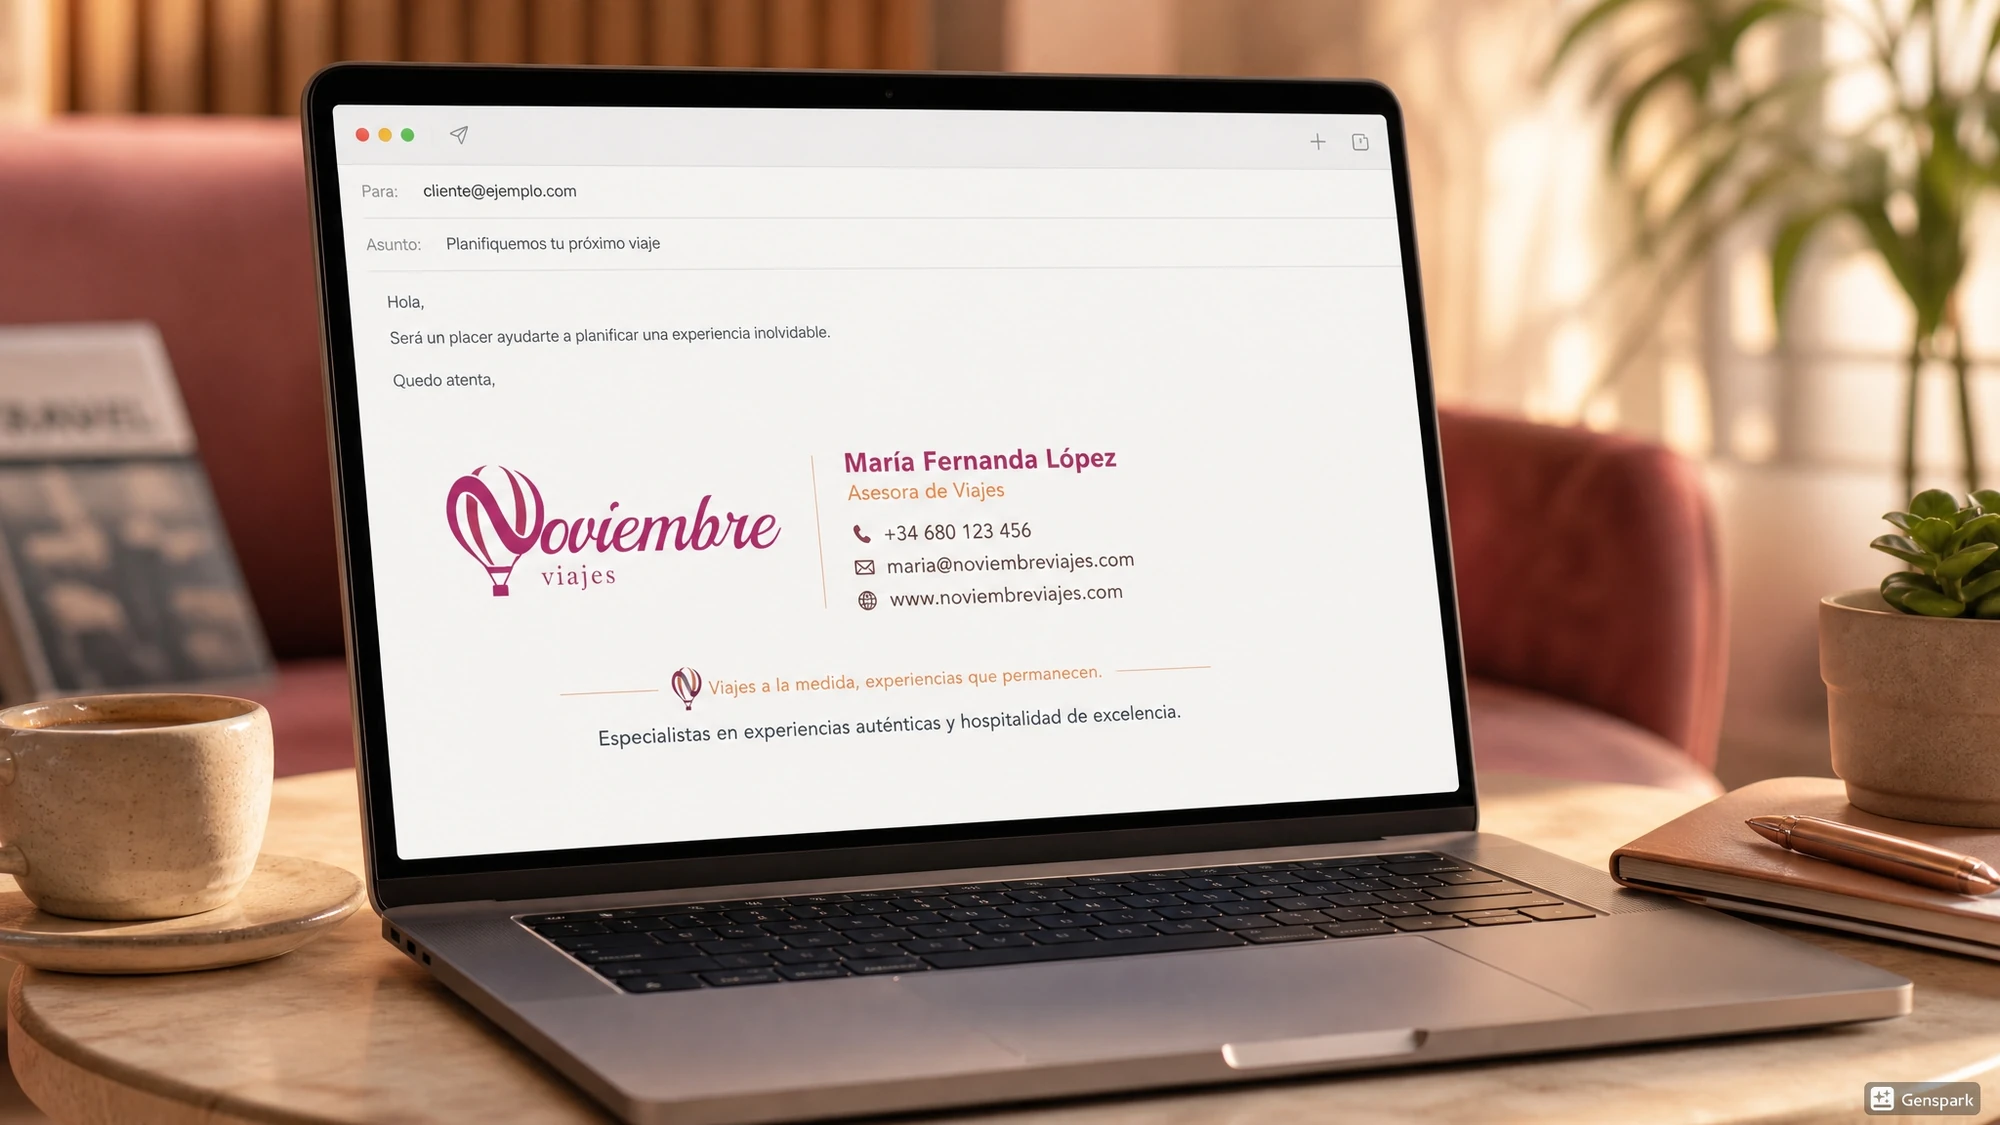 Para: cliente@ejemplo.com
Asunto: Planifiquemos tu próximo viaje
Hola,
Será un placer ayudarte a planificar una experiencia inolvidable.
Quedo atenta,
Noviembre
viajes
María Fernanda López
Asesora de Viajes
+34 680 123 456
maria@noviembreviajes.com
www.noviembreviajes.com
Viajes a la medida, experiencias que permanecen.
Especialistas en experiencias auténticas y hospitalidad de excelencia.
TRAVEL
Genspark